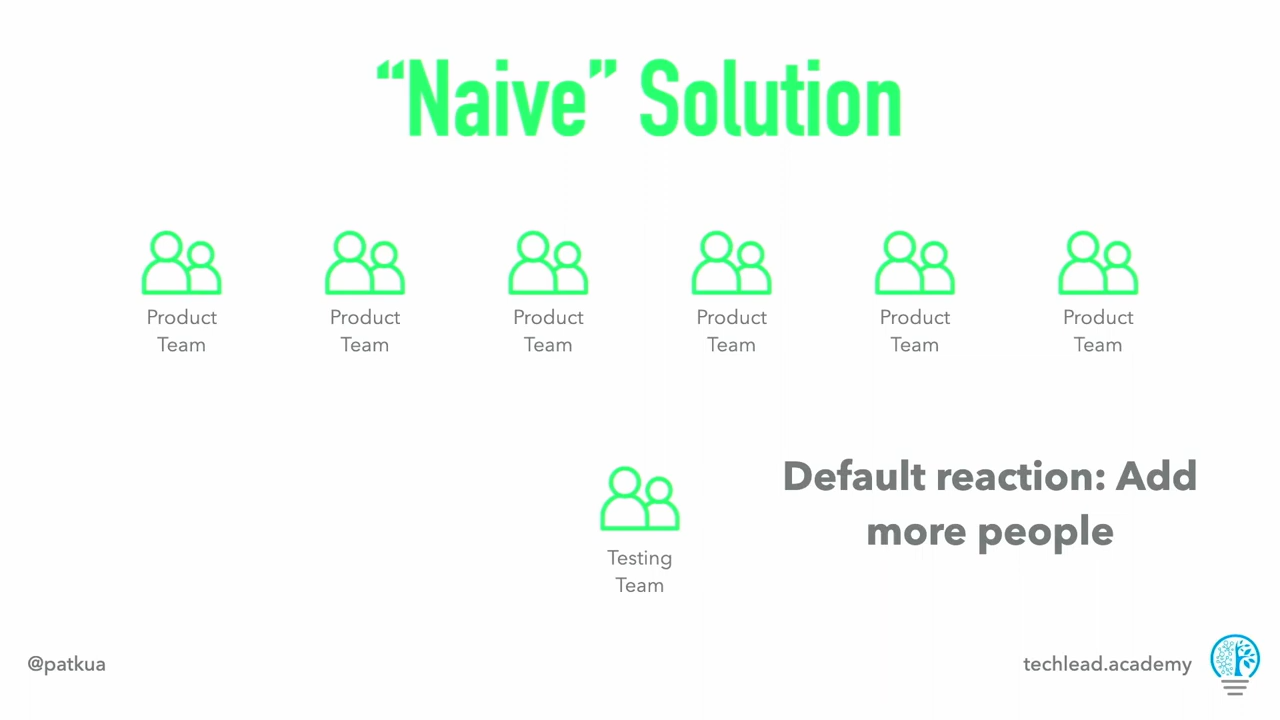 “Naive” Solution
Product
Team
Product
Team
Product
Team
Product
Team
Product
Team
Product
Team
Testing
Team
Default reaction: Add
more people
@patkua
techlead.academy